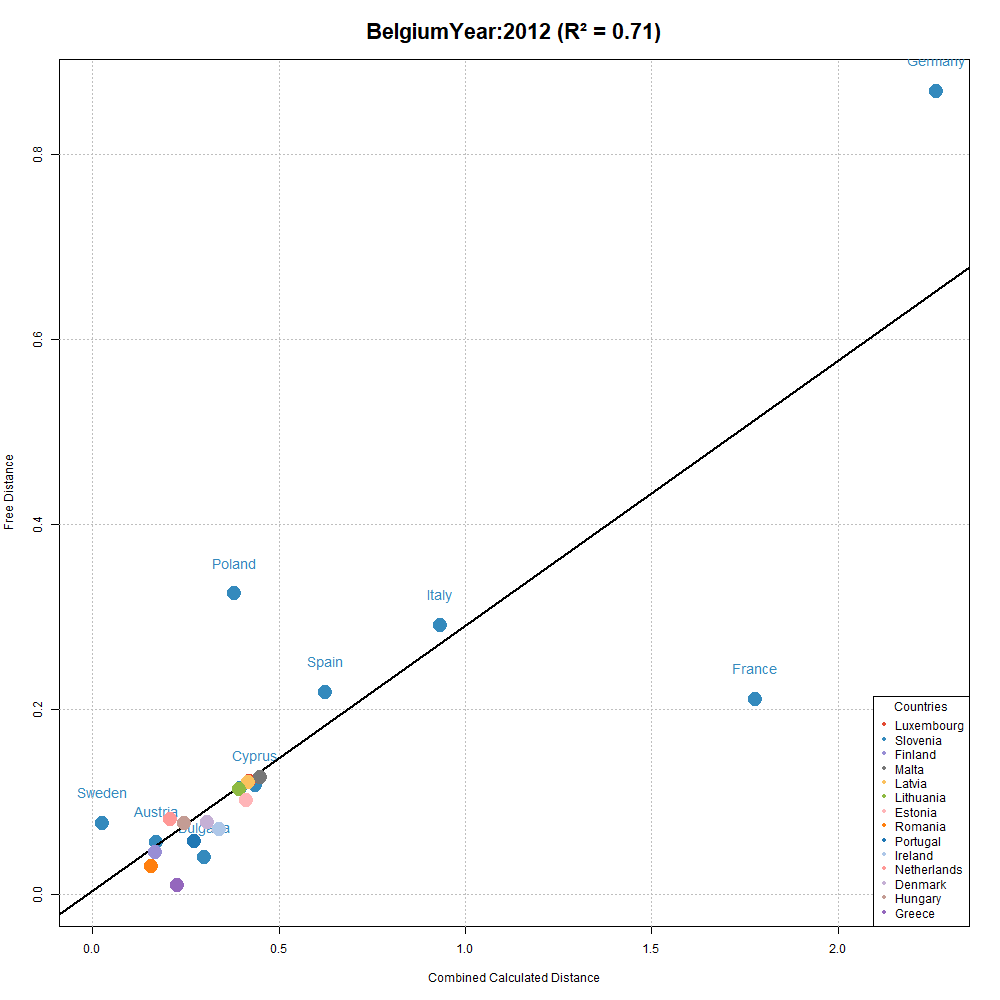 BelgiumYear:2012 (R² = 0.71)
Germany
0.8
0.6
Free Distance
0.4
Poland
Italy
Spain
France
0.2
Countries
Luxembourg
Slovenia
Finland
Malta
Latvia
Lithuania
Estonia
Romania
Portugal
Ireland
Netherlands
Denmark
Hungary
Greece
Cyprus
Sweden
Austria
Bulgaria
0.0
0.0 0.5 1.0 1.5 2.0
Combined Calculated Distance